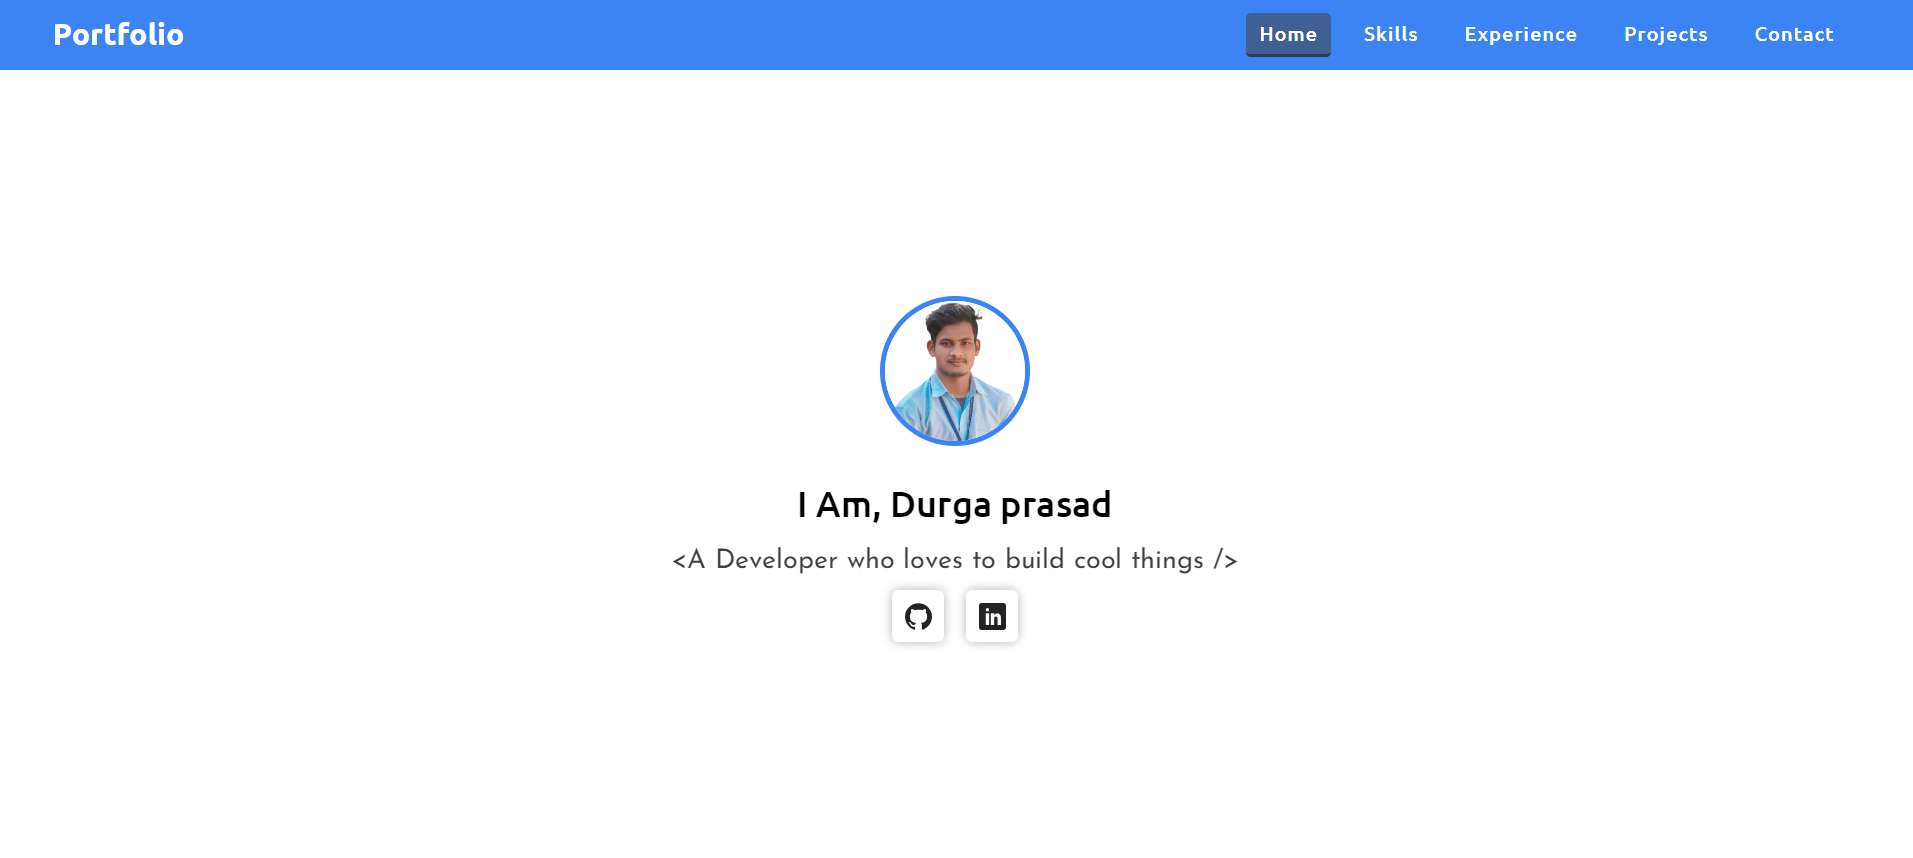 Portfolio
Home Skills Experience Projects Contact
I Am, Durga prasad
<A Developer who loves to build cool things />
in